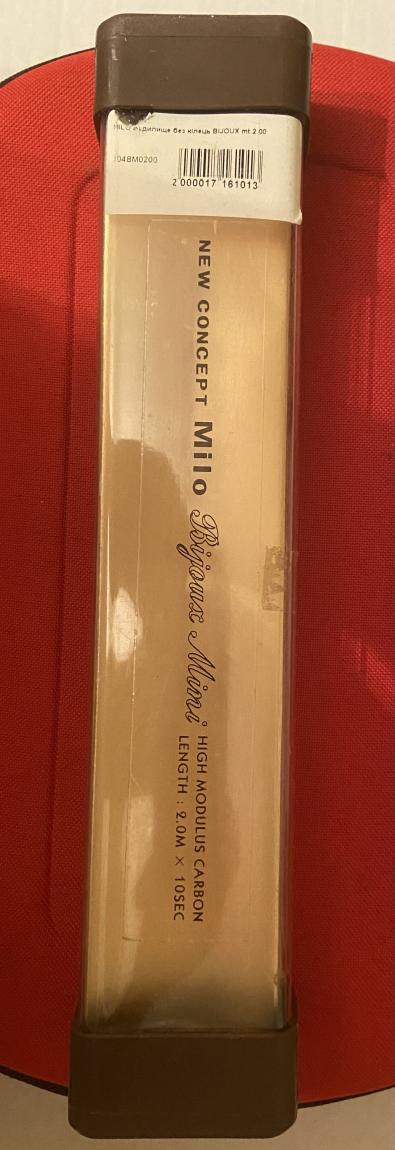 MILO вудилище без кілець BIJOUX mt.2.00
04BM0200
2 000017 161013
NEW CONCEPT Milo Bijoux Mini
HIGH MODULUS CARBON
LENGTH : 2.0M × 10SEC